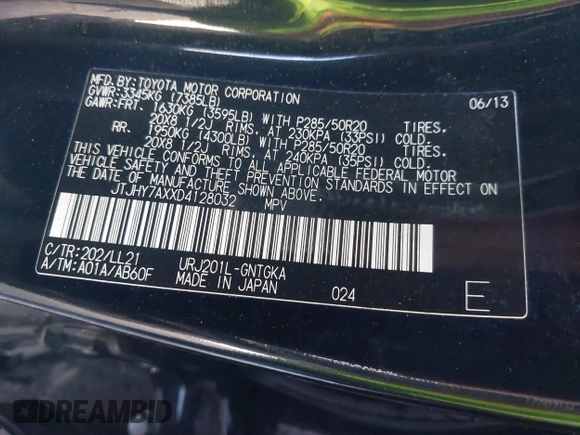 MFD.BY:TOYOTA MOTOR CORPORATION 06/13
GVWR:3345KG (7385LB)
GAWR:FRT. 1630KG (3595LB) WITH P285/50R20 TIRES.
20X8 1/2J RIMS, AT 230KPA (33PSI) COLD.
RR. 1950KG (4300LB) WITH P285/50R20 TIRES.
20X8 1/2J RIMS, AT 240KPA (35PSI) COLD.
THIS VEHICLE CONFORMS TO ALL APPLICABLE FEDERAL MOTOR
VEHICLE SAFETY AND THEFT PREVENTION STANDARDS IN EFFECT ON
THE DATE OF MANUFACTURE SHOWN ABOVE.
JTJHY7AXXD4128032 MPV
C/TR:202/LL21 URJ201L-GNTGKA
A/TM:A01A/AB60F MADE IN JAPAN 024 E
DREAMBID